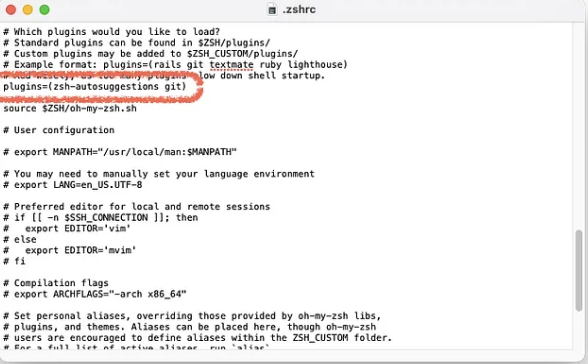 .zshrc
# Which plugins would you like to load?
# Standard plugins can be found in $ZSH/plugins/
# Custom plugins may be added to $ZSH_CUSTOM/plugins/
# Example format: plugins=(rails git textmate ruby lighthouse)
# Add wisely, as too many plugins slow down shell startup.
plugins=(zsh-autosuggestions git)
source $ZSH/oh-my-zsh.sh
# User configuration
# export MANPATH="/usr/local/man:$MANPATH"
# You may need to manually set your language environment
# export LANG=en_US.UTF-8
# Preferred editor for local and remote sessions
# if [[ -n $SSH_CONNECTION ]]; then
#   export EDITOR='vim'
# else
#   export EDITOR='mvim'
# fi
# Compilation flags
# export ARCHFLAGS="-arch x86_64"
# Set personal aliases, overriding those provided by oh-my-zsh libs,
# plugins, and themes. Aliases can be placed here, though oh-my-zsh
# users are encouraged to define aliases within the ZSH_CUSTOM folder.
# For a full list of active aliases, run `alias`.